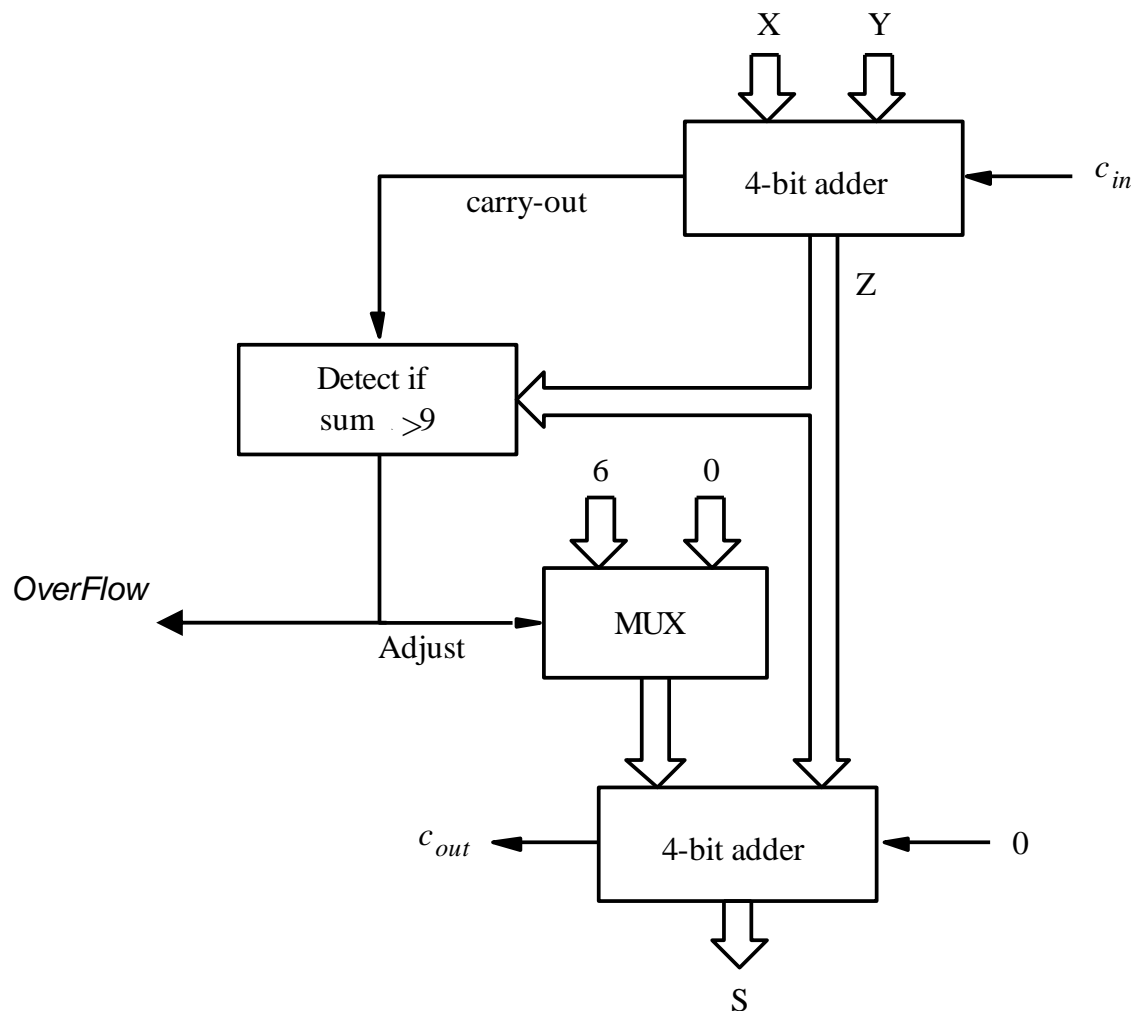 X Y
4-bit adder
c_in
carry-out
Z
Detect if
sum >9
6 0
OverFlow
MUX
Adjust
c_out
4-bit adder
0
S